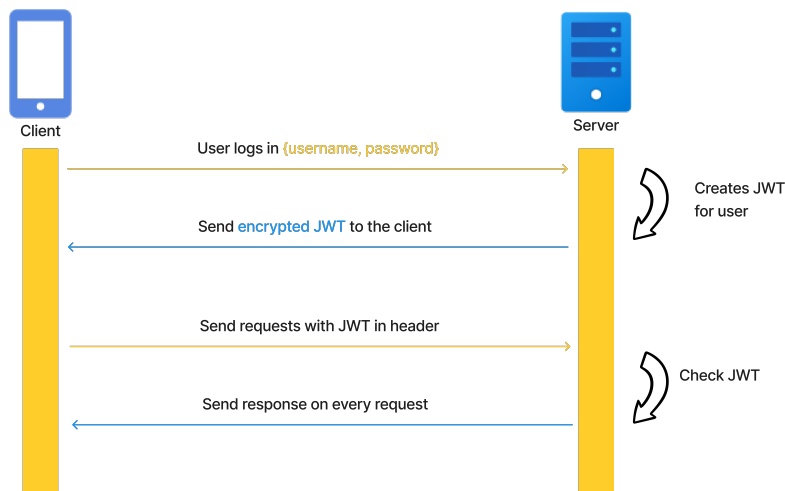 Client
Server
User logs in {username, password}
Creates JWT
for user
Send encrypted JWT to the client
Send requests with JWT in header
Check JWT
Send response on every request